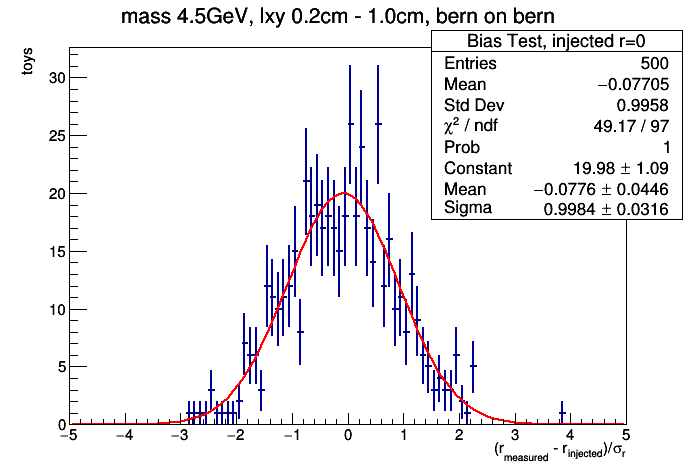 mass 4.5GeV, lxy 0.2cm - 1.0cm, bern on bern
toys
Bias Test, injected r=0
Entries 500
Mean −0.07705
Std Dev 0.9958
χ² / ndf 49.17 / 97
Prob 1
Constant 19.98 ± 1.09
Mean −0.0776 ± 0.0446
Sigma 0.9984 ± 0.0316
30
25
20
15
10
5
0
−5 −4 −3 −2 −1 0 1 2 3 4 5
(r_measured - r_injected)/σ_r